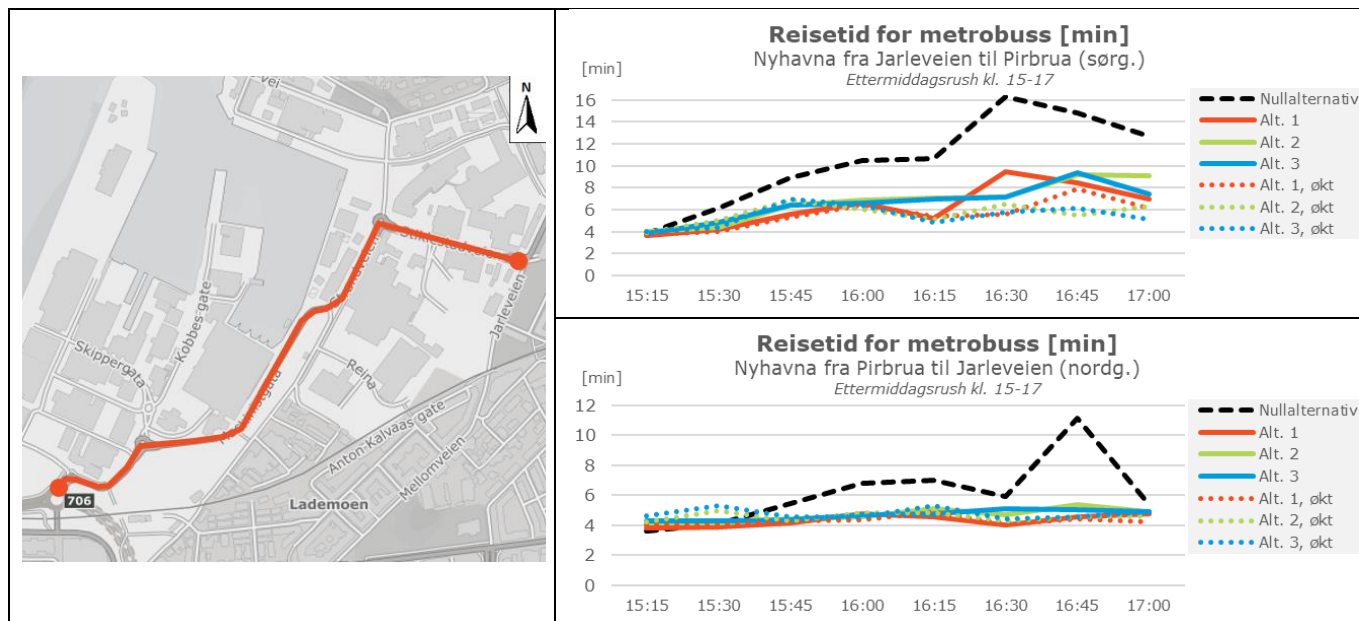 N
Stiklestadveien
Strandveien
Jarleveien
Kobbes gate
Skippergata
Reina
Anton Kalvaas gate
Mellomveien
Lademoen
706
Reisetid for metrobuss [min]
Nyhavna fra Jarleveien til Pirbrua (sørg.)
Ettermiddagsrush kl. 15-17
[min]
16
14
12
10
8
6
4
2
0
15:15 15:30 15:45 16:00 16:15 16:30 16:45 17:00
Nullalternativ
Alt. 1
Alt. 2
Alt. 3
Alt. 1, økt
Alt. 2, økt
Alt. 3, økt
Reisetid for metrobuss [min]
Nyhavna fra Pirbrua til Jarleveien (nordg.)
Ettermiddagsrush kl. 15-17
[min]
12
10
8
6
4
2
0
15:15 15:30 15:45 16:00 16:15 16:30 16:45 17:00
Nullalternativ
Alt. 1
Alt. 2
Alt. 3
Alt. 1, økt
Alt. 2, økt
Alt. 3, økt